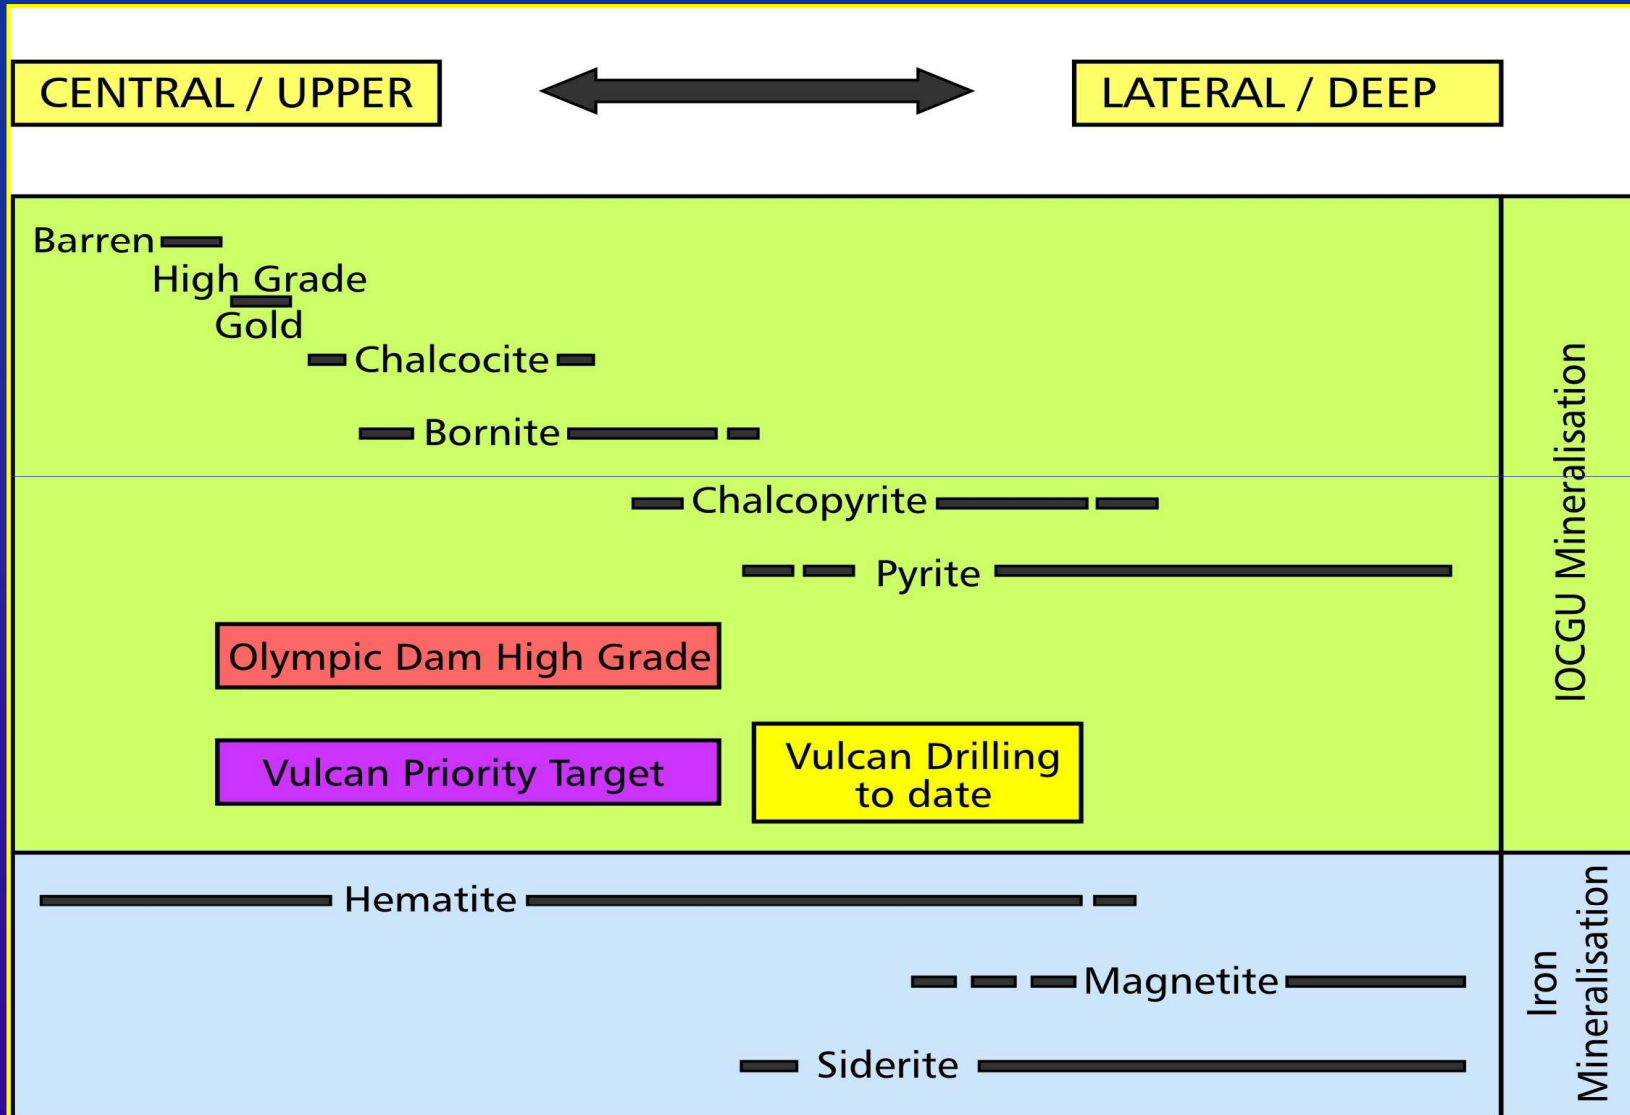 CENTRAL / UPPER
LATERAL / DEEP
Barren
High Grade
Gold
Chalcocite
Bornite
Chalcopyrite
Pyrite
Olympic Dam High Grade
Vulcan Priority Target
Vulcan Drilling
to date
IOCGU Mineralisation
Hematite
Magnetite
Siderite
Iron
Mineralisation